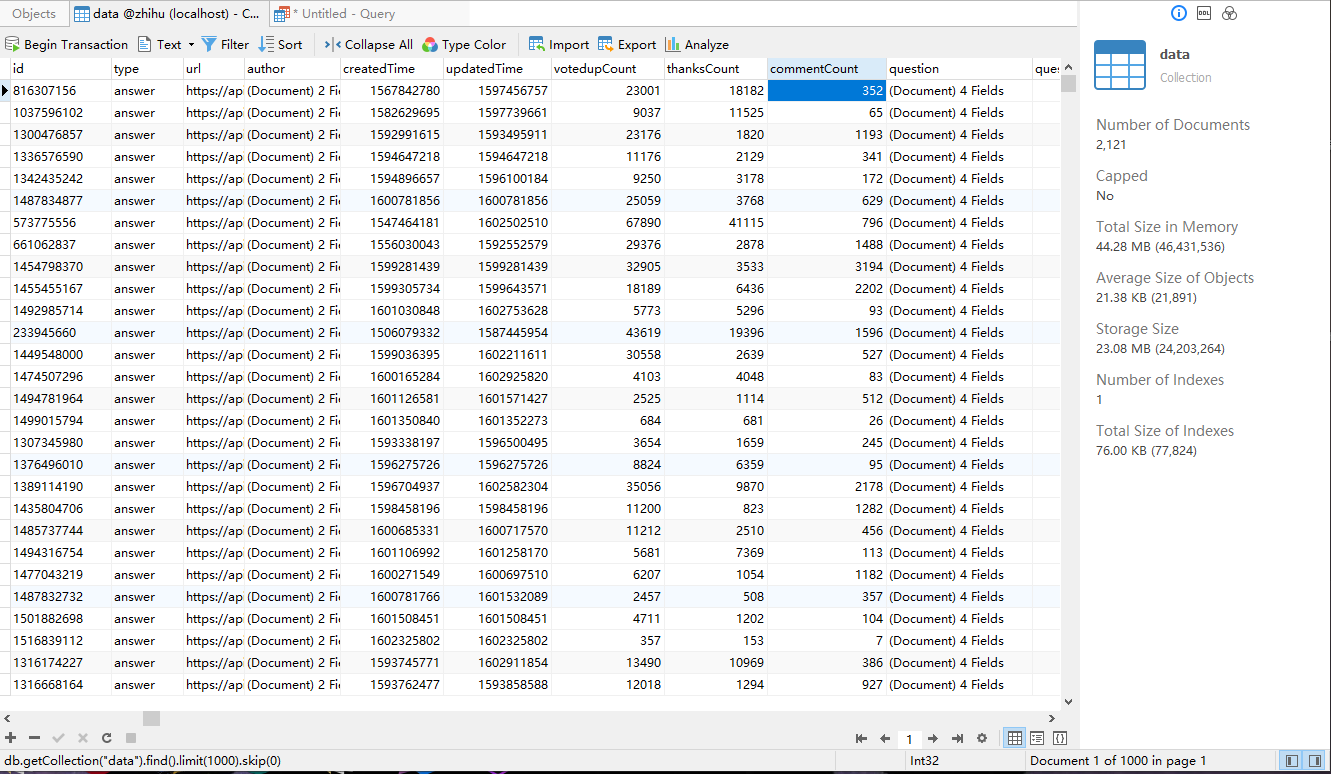 Objects data @zhihu (localhost) - C... * Untitled - Query
Begin Transaction Text Filter Sort Collapse All Type Color Import Export Analyze
id type url author createdTime updatedTime votedupCount thanksCount commentCount question ques
816307156 answer https://ap (Document) 2 Fi 1567842780 1597456757 23001 18182 352 (Document) 4 Fields
1037596102 answer https://ap (Document) 2 Fi 1582629695 1597739661 9037 11525 65 (Document) 4 Fields
1300476857 answer https://ap (Document) 2 Fi 1592991615 1593495911 23176 1820 1193 (Document) 4 Fields
1336576590 answer https://ap (Document) 2 Fi 1594647218 1594647218 11176 2129 341 (Document) 4 Fields
1342435242 answer https://ap (Document) 2 Fi 1594896657 1596100184 9250 3178 172 (Document) 4 Fields
1487834877 answer https://ap (Document) 2 Fi 1600781856 1600781856 25059 3768 629 (Document) 4 Fields
573775556 answer https://ap (Document) 2 Fi 1547464181 1602502510 67890 41115 796 (Document) 4 Fields
661062837 answer https://ap (Document) 2 Fi 1556030043 1592552579 29376 2878 1488 (Document) 4 Fields
1454798370 answer https://ap (Document) 2 Fi 1599281439 1599281439 32905 3533 3194 (Document) 4 Fields
1455455167 answer https://ap (Document) 2 Fi 1599305734 1599643571 18189 6436 2202 (Document) 4 Fields
1492985714 answer https://ap (Document) 2 Fi 1601030848 1602753628 5773 5296 93 (Document) 4 Fields
233945660 answer https://ap (Document) 2 Fi 1506079332 1587445954 43619 19396 1596 (Document) 4 Fields
1449548000 answer https://ap (Document) 2 Fi 1599036395 1602211611 30558 2639 527 (Document) 4 Fields
1474507296 answer https://ap (Document) 2 Fi 1600165284 1602925820 4103 4048 83 (Document) 4 Fields
1494781964 answer https://ap (Document) 2 Fi 1601126581 1601571427 2525 1114 512 (Document) 4 Fields
1499015794 answer https://ap (Document) 2 Fi 1601350840 1601352273 684 681 26 (Document) 4 Fields
1307345980 answer https://ap (Document) 2 Fi 1593338197 1596500495 3654 1659 245 (Document) 4 Fields
1376496010 answer https://ap (Document) 2 Fi 1596275726 1596275726 8824 6359 95 (Document) 4 Fields
1389114190 answer https://ap (Document) 2 Fi 1596704937 1602582304 35056 9870 2178 (Document) 4 Fields
1435804706 answer https://ap (Document) 2 Fi 1598458196 1598458196 11200 823 1282 (Document) 4 Fields
1485737744 answer https://ap (Document) 2 Fi 1600685331 1600717570 11212 2510 456 (Document) 4 Fields
1494316754 answer https://ap (Document) 2 Fi 1601106992 1601258170 5681 7369 113 (Document) 4 Fields
1477043219 answer https://ap (Document) 2 Fi 1600271549 1600697510 6207 1054 1182 (Document) 4 Fields
1487832732 answer https://ap (Document) 2 Fi 1600781766 1601532089 2457 508 357 (Document) 4 Fields
1501882698 answer https://ap (Document) 2 Fi 1601508451 1601508451 4711 1202 104 (Document) 4 Fields
1516839112 answer https://ap (Document) 2 Fi 1602325802 1602325802 357 153 7 (Document) 4 Fields
1316174227 answer https://ap (Document) 2 Fi 1593745771 1602911854 13490 10969 386 (Document) 4 Fields
1316668164 answer https://ap (Document) 2 Fi 1593762477 1593858588 12018 1294 927 (Document) 4 Fields
1
db.getCollection("data").find().limit(1000).skip(0) Int32 Document 1 of 1000 in page 1
DDL
data
Collection
Number of Documents
2,121
Capped
No
Total Size in Memory
44.28 MB (46,431,536)
Average Size of Objects
21.38 KB (21,891)
Storage Size
23.08 MB (24,203,264)
Number of Indexes
1
Total Size of Indexes
76.00 KB (77,824)